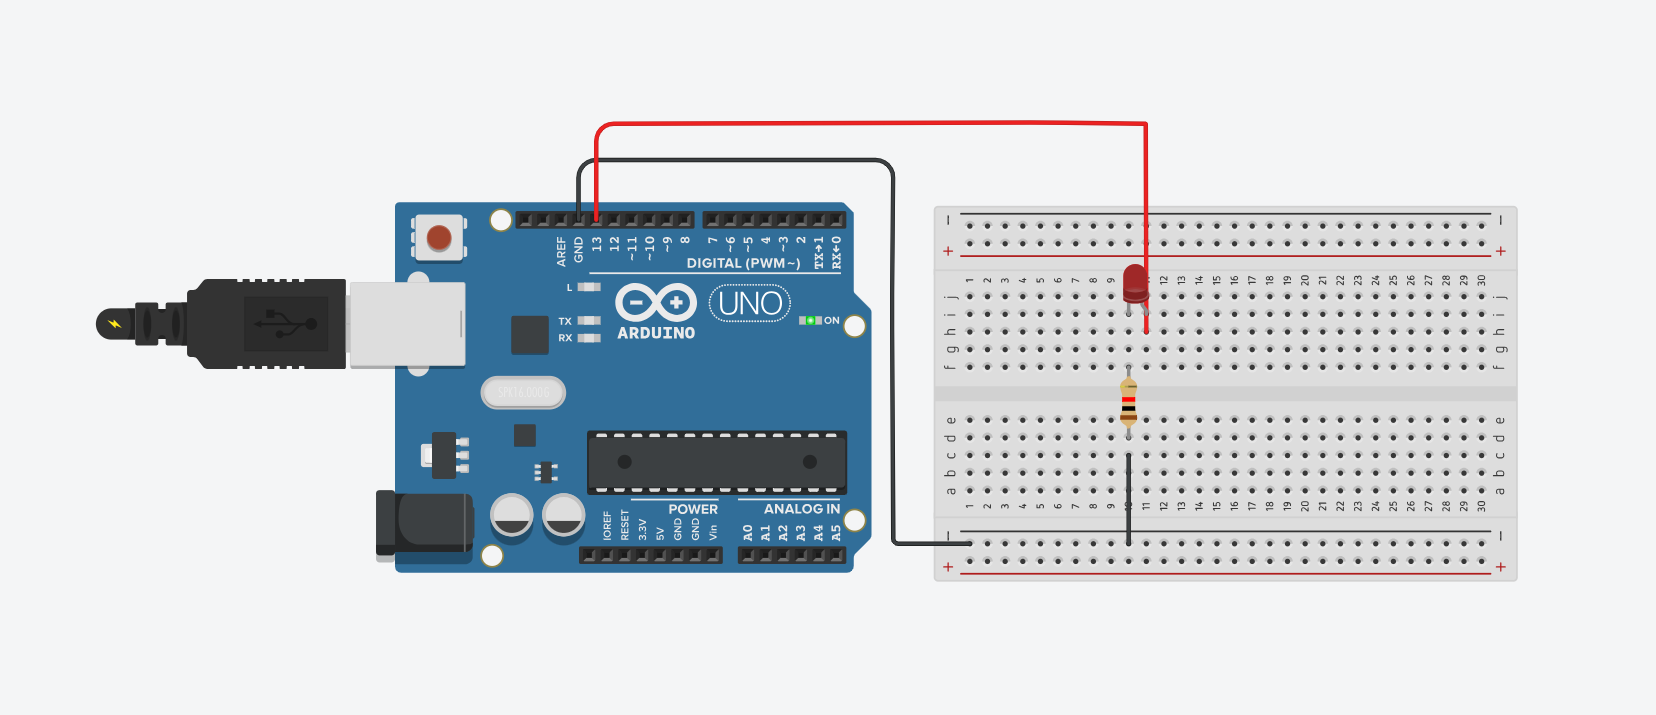 AREF
GND
13
12
~11
~10
~9
8
7
~6
~5
4
~3
2
TX→1
RX←0
DIGITAL (PWM~)
L
TX
RX
ARDUINO
UNO
ON
POWER
ANALOG IN
IOREF
RESET
3.3V
5V
GND
GND
Vin
A0
A1
A2
A3
A4
A5
− −
+ +
1 2 3 4 5 6 7 8 9 12 13 14 15 16 17 18 19 20 21 22 23 24 25 26 27 28 29 30
j j
i i
h h
g g
f f
e e
d d
c c
b b
a a
1 2 3 4 5 6 7 8 9 10 11 12 13 14 15 16 17 18 19 20 21 22 23 24 25 26 27 28 29 30
− −
+ +